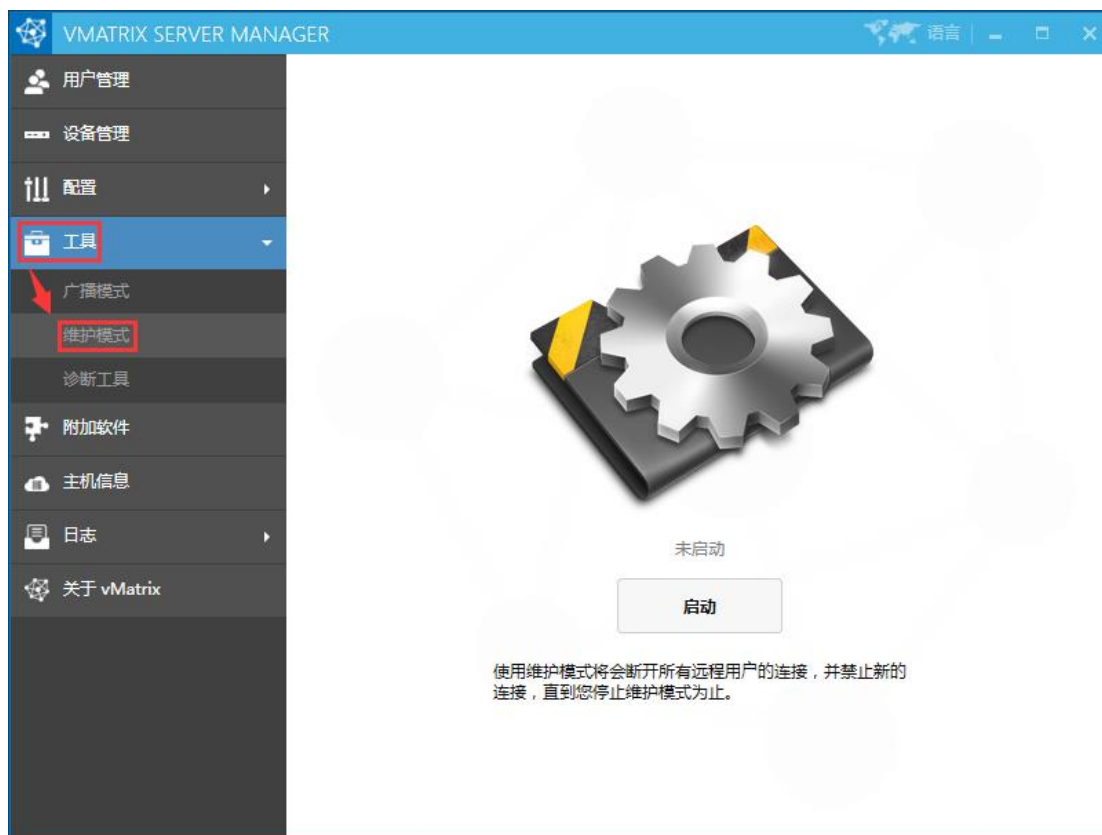 VMATRIX SERVER MANAGER
语言
用户管理
设备管理
配置
工具
广播模式
维护模式
诊断工具
附加软件
主机信息
日志
关于 vMatrix
未启动
启动
使用维护模式将会断开所有远程用户的连接，并禁止新的
连接，直到您停止维护模式为止。